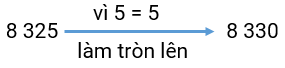 vì 5 = 5
8 325 8 330
làm tròn lên